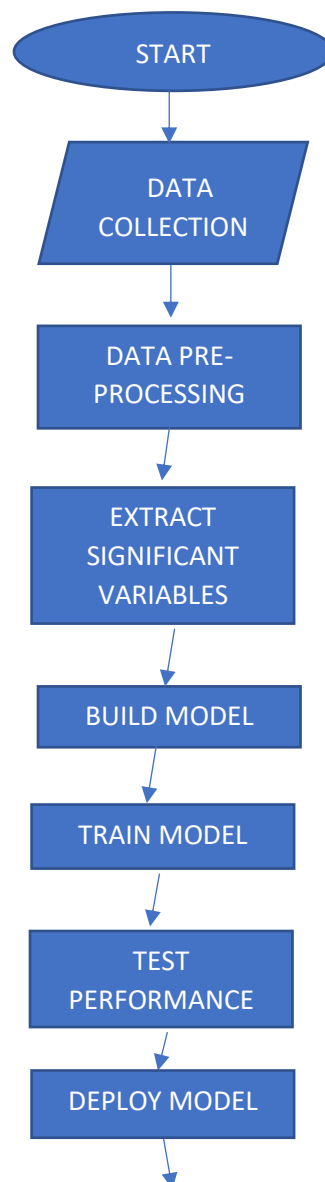 START
DATA
COLLECTION
DATA PRE-
PROCESSING
EXTRACT
SIGNIFICANT
VARIABLES
BUILD MODEL
TRAIN MODEL
TEST
PERFORMANCE
DEPLOY MODEL